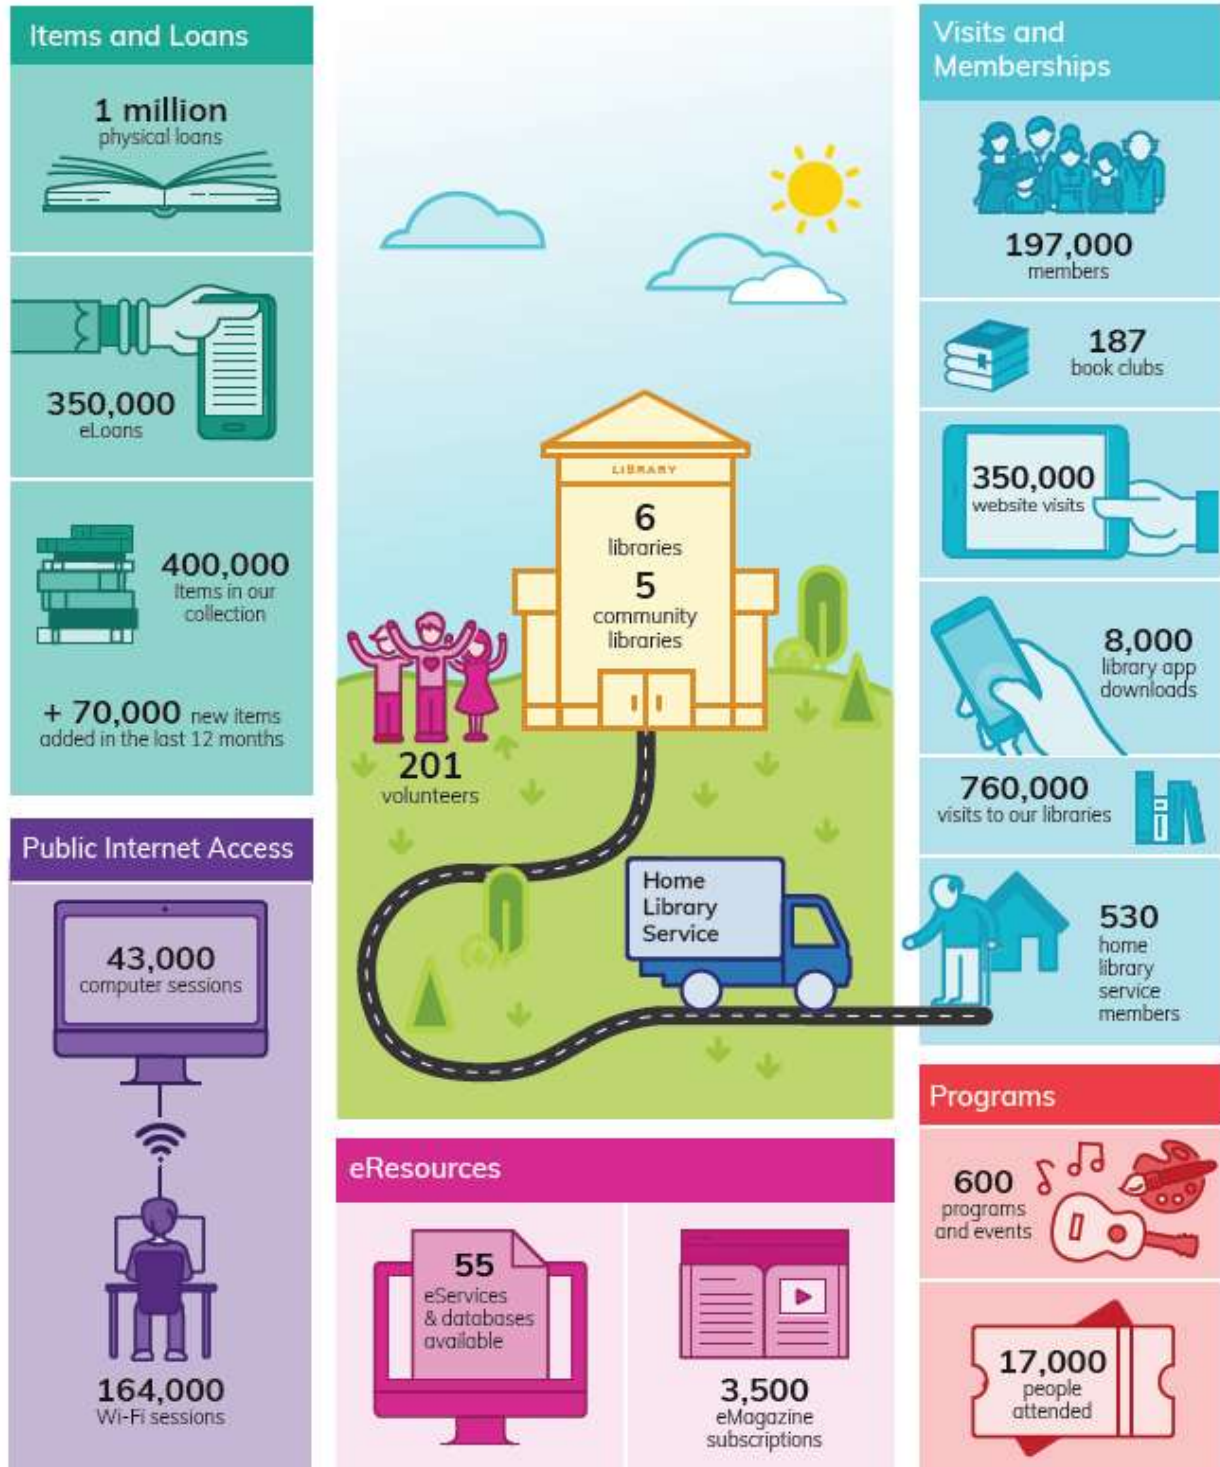 Items and Loans
1 million
physical loans
350,000
eLoans
400,000
Items in our
collection
+ 70,000 new items
added in the last 12 months
Public Internet Access
43,000
computer sessions
164,000
Wi-Fi sessions
LIBRARY
6
libraries
5
community
libraries
201
volunteers
Home
Library
Service
eResources
55
eServices
& databases
available
3,500
eMagazine
subscriptions
Visits and
Memberships
197,000
members
187
book clubs
350,000
website visits
8,000
library app
downloads
760,000
visits to our libraries
530
home
library
service
members
Programs
600
programs
and events
17,000
people
attended